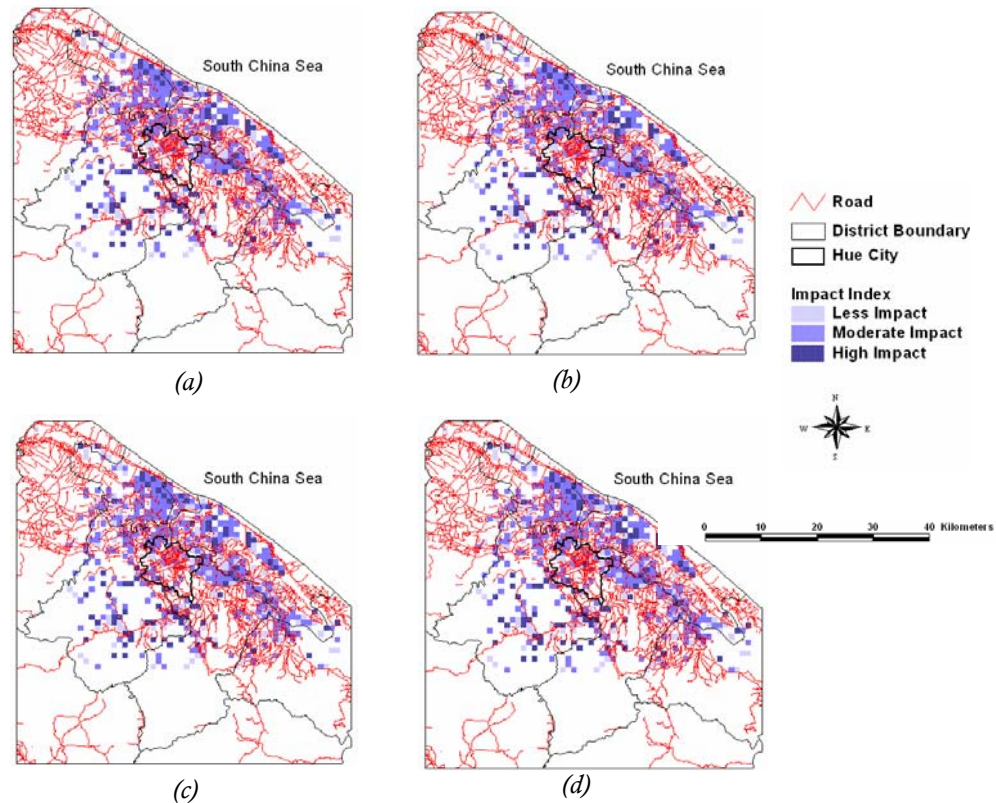 South China Sea
South China Sea
(a)
(b)
Road
District Boundary
Hue City
Impact Index
Less Impact
Moderate Impact
High Impact
N
W E
S
South China Sea
South China Sea
0 10 20 30 40 Kilometers
(c)
(d)